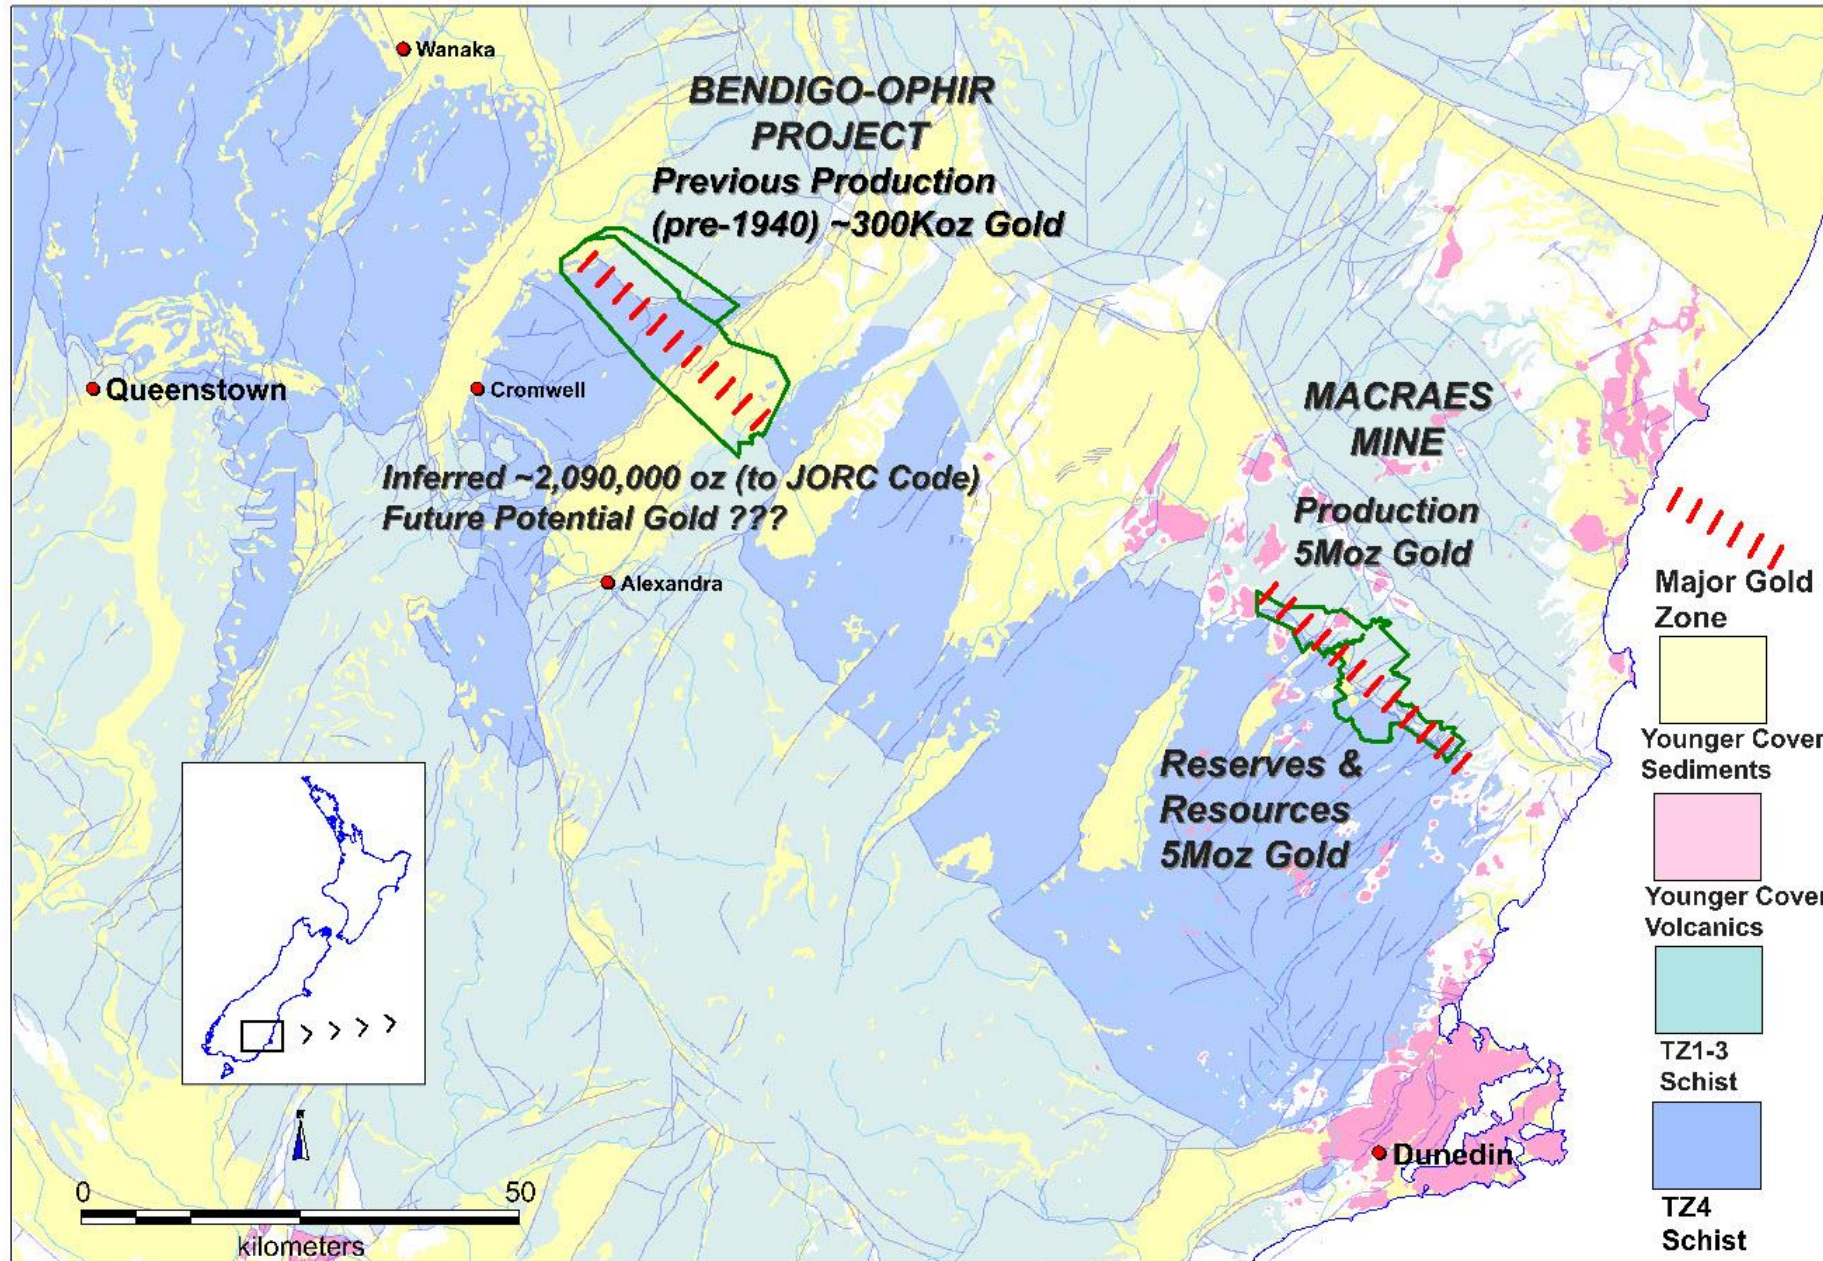 Wanaka
BENDIGO-OPHIR
PROJECT
Previous Production
(pre-1940) ~300Koz Gold
Queenstown
Cromwell
Inferred ~2,090,000 oz (to JORC Code)
Future Potential Gold ???
Alexandra
MACRAES
MINE
Production
5Moz Gold
Reserves &
Resources
5Moz Gold
Dunedin
Major Gold
Zone
Younger Cover
Sediments
Younger Cover
Volcanics
TZ1-3
Schist
TZ4
Schist
0 50
kilometers